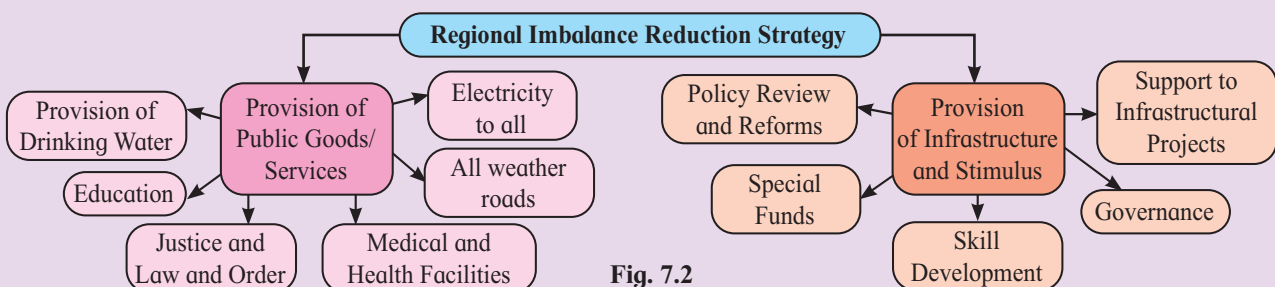 Regional Imbalance Reduction Strategy
Provision of
Drinking Water
Provision of
Public Goods/
Services
Electricity
to all
All weather
roads
Education
Justice and
Law and Order
Medical and
Health Facilities
Policy Review
and Reforms
Provision
of Infrastructure
and Stimulus
Support to
Infrastructural
Projects
Special
Funds
Governance
Skill
Development
Fig. 7.2